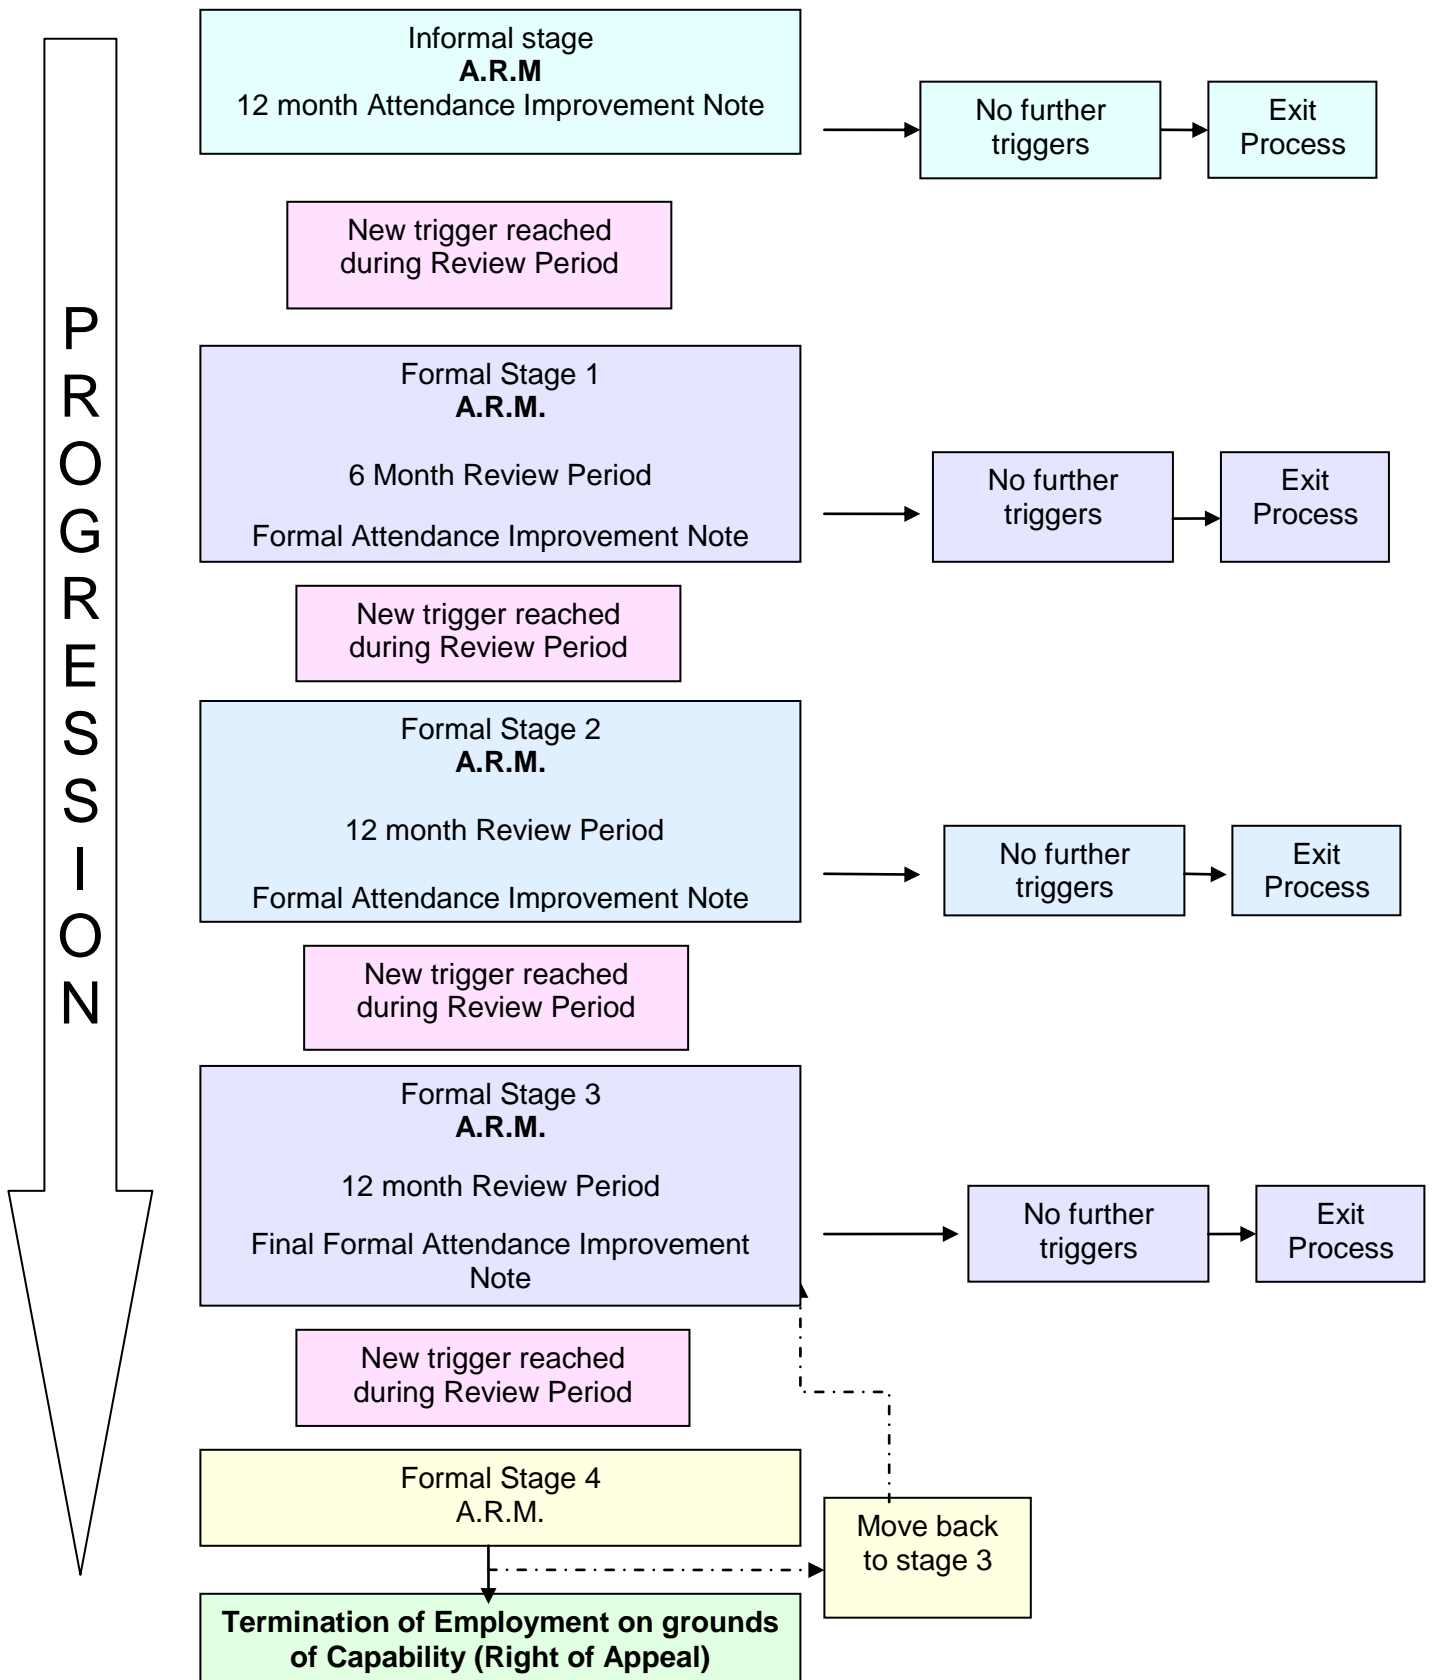 PROGRESSION
Informal stage
A.R.M
12 month Attendance Improvement Note
No further
triggers
Exit
Process
New trigger reached
during Review Period
Formal Stage 1
A.R.M.
6 Month Review Period
Formal Attendance Improvement Note
No further
triggers
Exit
Process
New trigger reached
during Review Period
Formal Stage 2
A.R.M.
12 month Review Period
Formal Attendance Improvement Note
No further
triggers
Exit
Process
New trigger reached
during Review Period
Formal Stage 3
A.R.M.
12 month Review Period
Final Formal Attendance Improvement
Note
No further
triggers
Exit
Process
New trigger reached
during Review Period
Formal Stage 4
A.R.M.
Move back
to stage 3
Termination of Employment on grounds
of Capability (Right of Appeal)